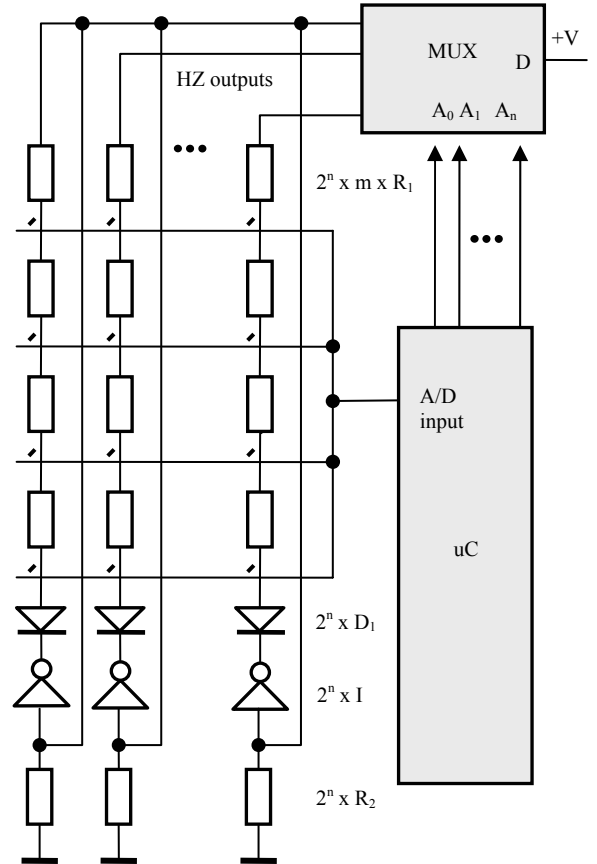 MUX
D
+V
HZ outputs
A₀ A₁ Aₙ
2ⁿ x m x R₁
A/D
input
uC
2ⁿ x D₁
2ⁿ x I
2ⁿ x R₂